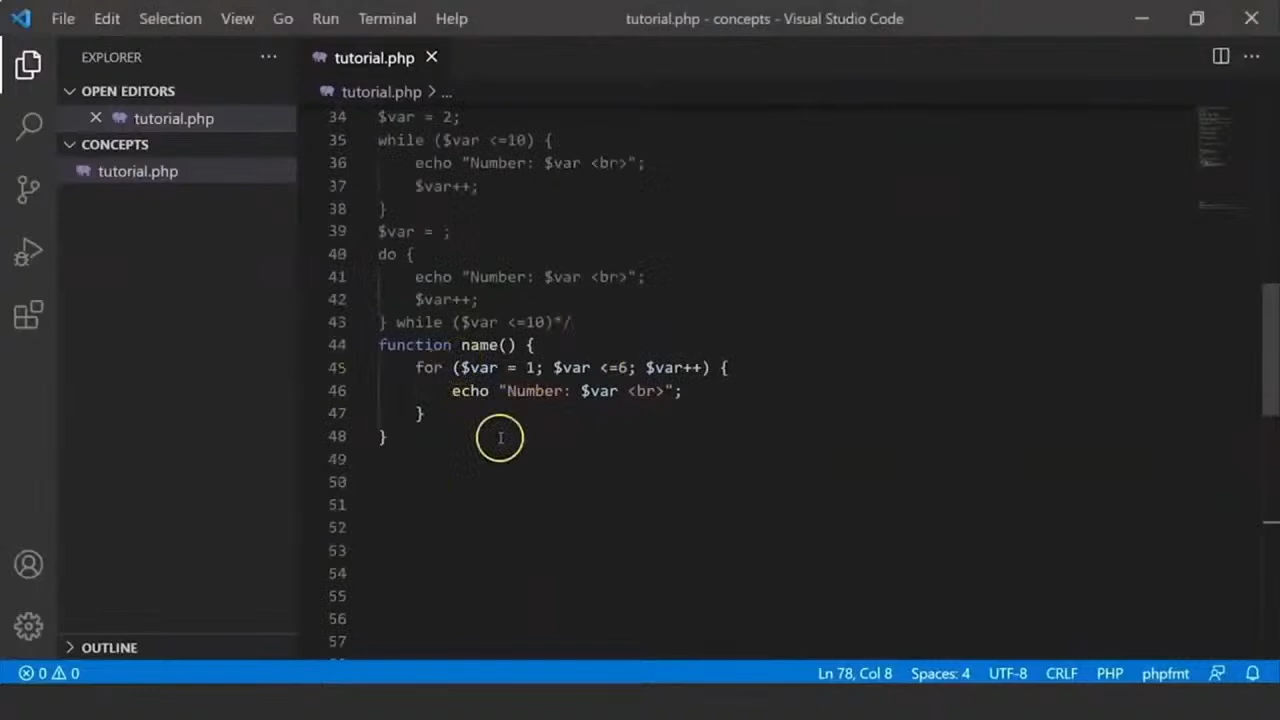 File Edit Selection View Go Run Terminal Help
tutorial.php - concepts - Visual Studio Code
EXPLORER
OPEN EDITORS
tutorial.php
CONCEPTS
tutorial.php
OUTLINE
tutorial.php
tutorial.php > ...
34 $var = 2;
35 while ($var <=10) {
36 echo "Number: $var <br>";
37 $var++;
38 }
39 $var = ;
40 do {
41 echo "Number: $var <br>";
42 $var++;
43 } while ($var <=10)*/
44 function name() {
45 for ($var = 1; $var <=6; $var++) {
46 echo "Number: $var <br>";
47 }
48 }
49
50
51
52
53
54
55
56
57
0 0
Ln 78, Col 8 Spaces: 4 UTF-8 CRLF PHP phpfmt